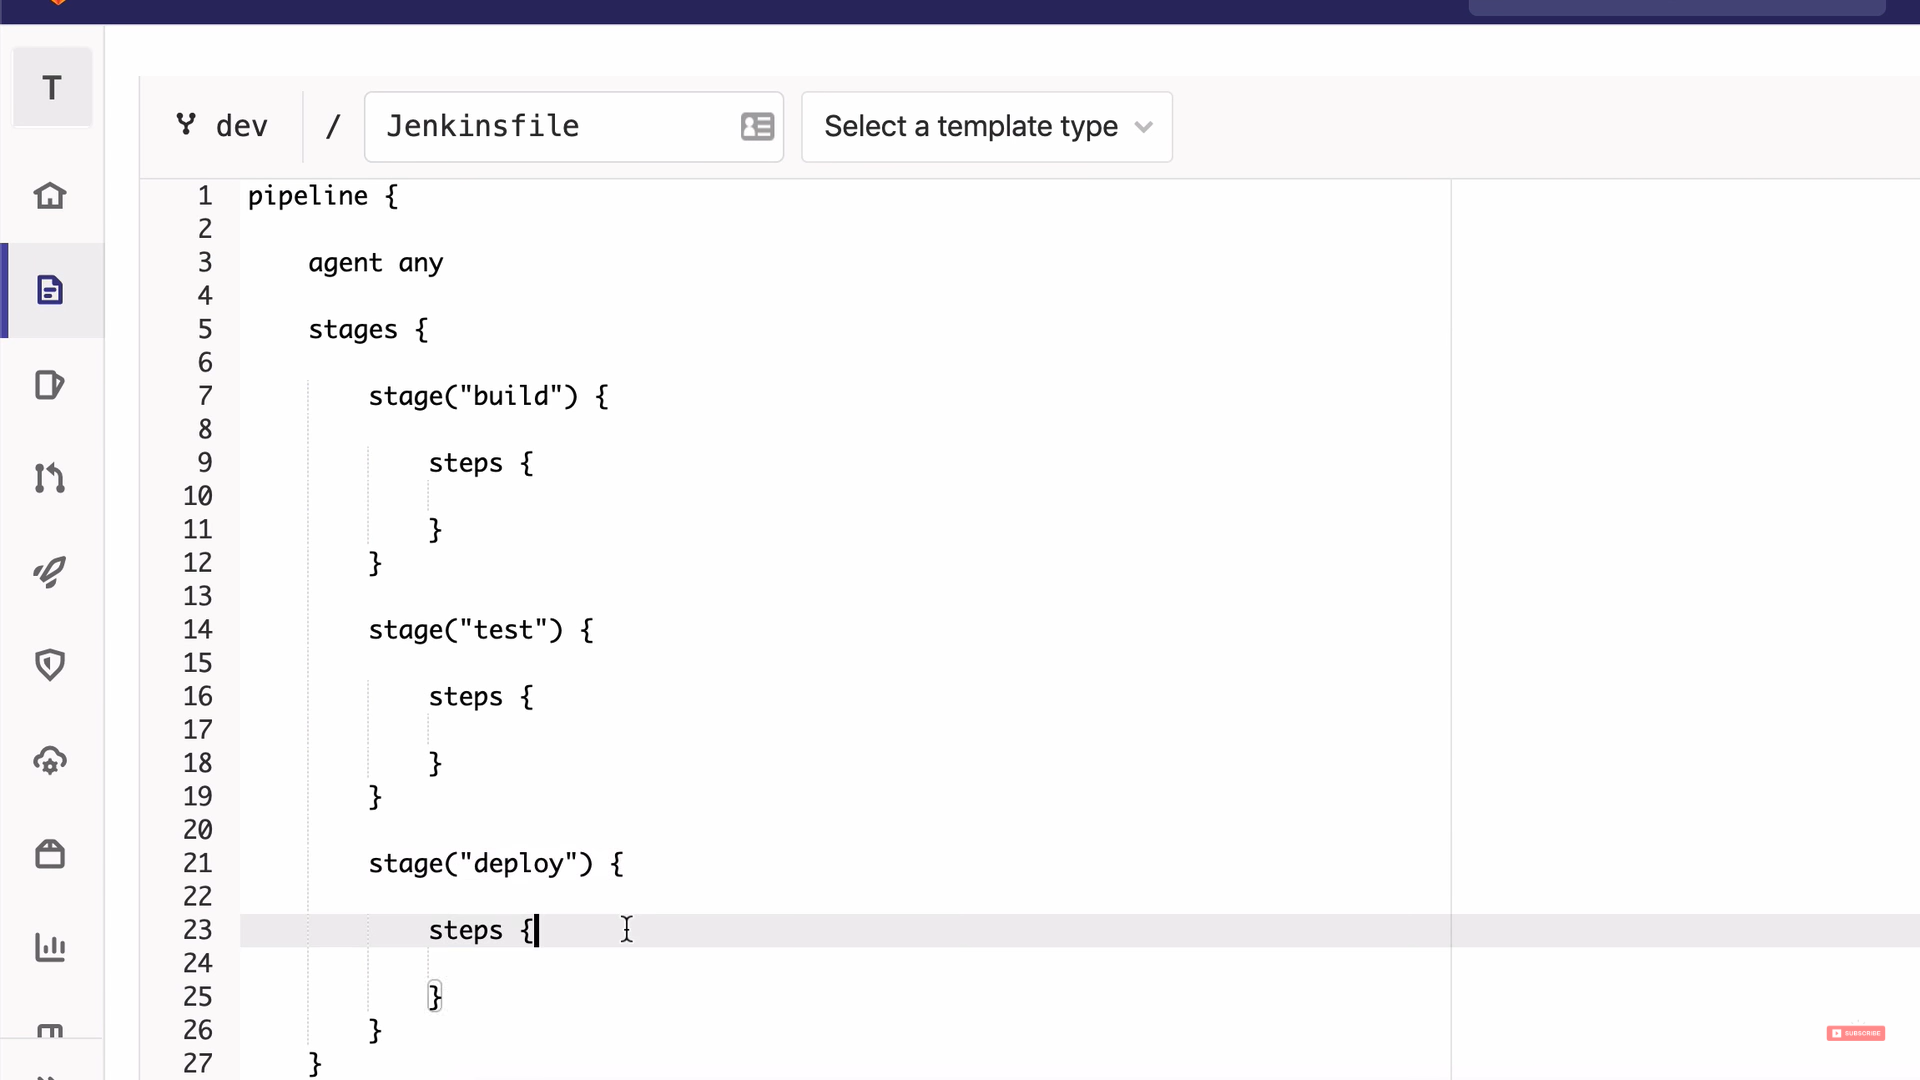 T
dev / Jenkinsfile Select a template type
1 pipeline {
2
3 agent any
4
5 stages {
6
7 stage("build") {
8
9 steps {
10
11 }
12 }
13
14 stage("test") {
15
16 steps {
17
18 }
19 }
20
21 stage("deploy") {
22
23 steps {
24
25 }
26 }
27 }
SUBSCRIBE